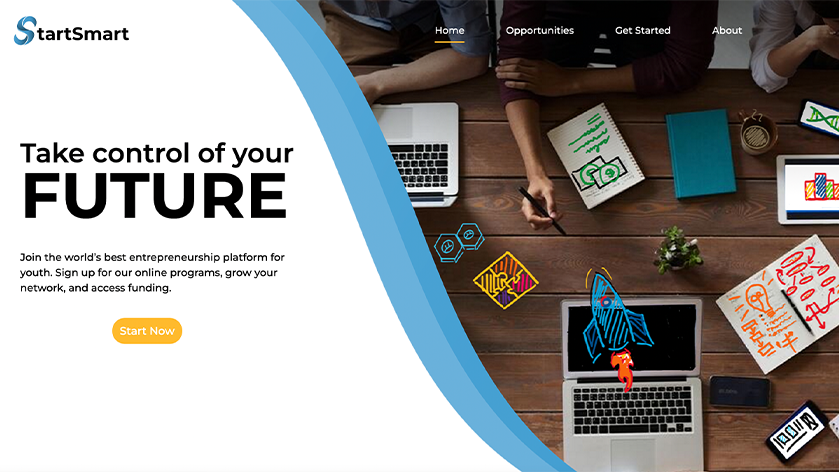 StartSmart
Home Opportunities Get Started About
Take control of your
FUTURE
Join the world's best entrepreneurship platform for
youth. Sign up for our online programs, grow your
network, and access funding.
Start Now